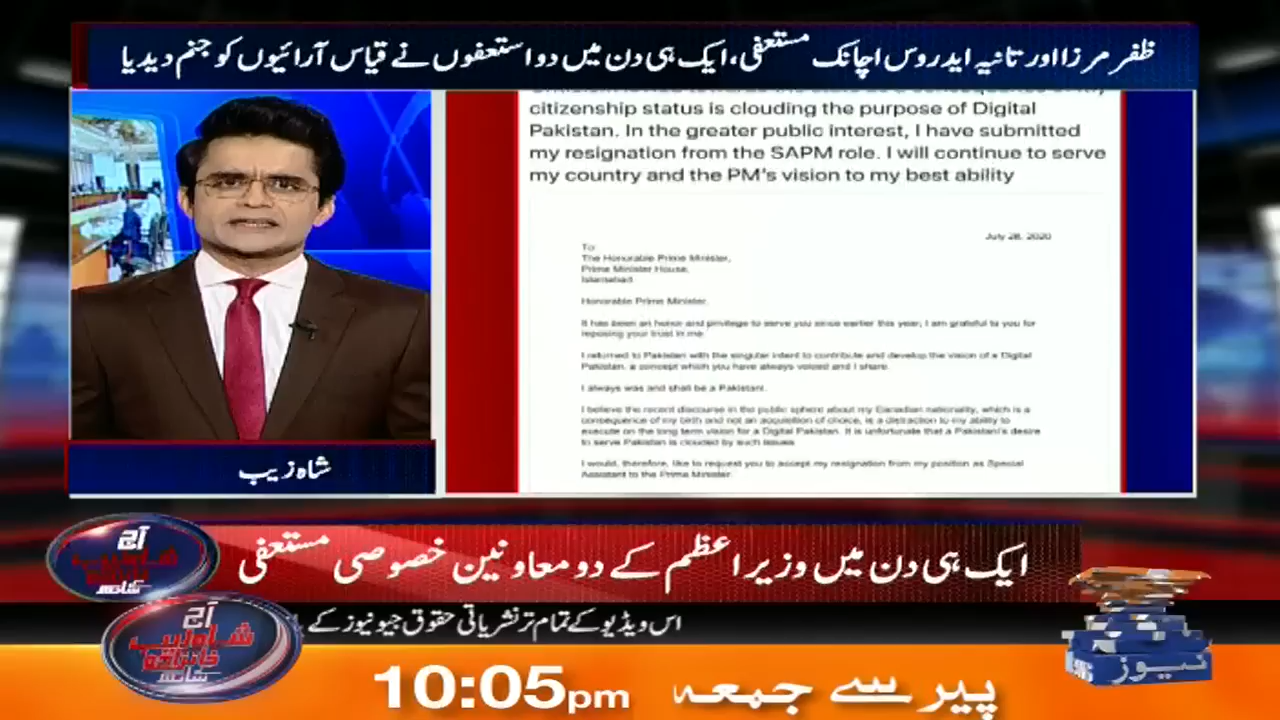 ظفر مرزا اور تانیہ ایدروس اچانک مستعفی، ایک ہی دن میں دو استعفوں نے قیاس آرائیوں کو جنم دیدیا
citizenship status is clouding the purpose of Digital
Pakistan. In the greater public interest, I have submitted
my resignation from the SAPM role. I will continue to serve
my country and the PM's vision to my best ability
July 28, 2020
To
The Honorable Prime Minister,
Prime Minister House,
Islamabad
Honorable Prime Minister,
It has been an honor and privilege to serve you since earlier this year; I am grateful to you for
reposing your trust in me.
I returned to Pakistan with the singular intent to contribute and develop the vision of a Digital
Pakistan, a concept which you have always voiced and I share.
I always was and shall be a Pakistani.
I believe the recent discourse in the public sphere about my Canadian nationality, which is a
consequence of my birth and not an acquisition of choice, is a distraction to my ability to
execute on the long term vision for a Digital Pakistan. It is unfortunate that a Pakistani's desire
to serve Pakistan is clouded by such issues
I would, therefore, like to request you to accept my resignation from my position as Special
Assistant to the Prime Minister.
شاہ زیب
ایک ہی دن میں وزیراعظم کے دو معاونین خصوصی مستعفی
آج
اس ویڈیو کے تمام تر نشریاتی حقوق جیو نیوز کے
آج
شاہزیب
خانزادہ
کے ساتھ
نیوز
پیر سے جمعہ 10:05pm